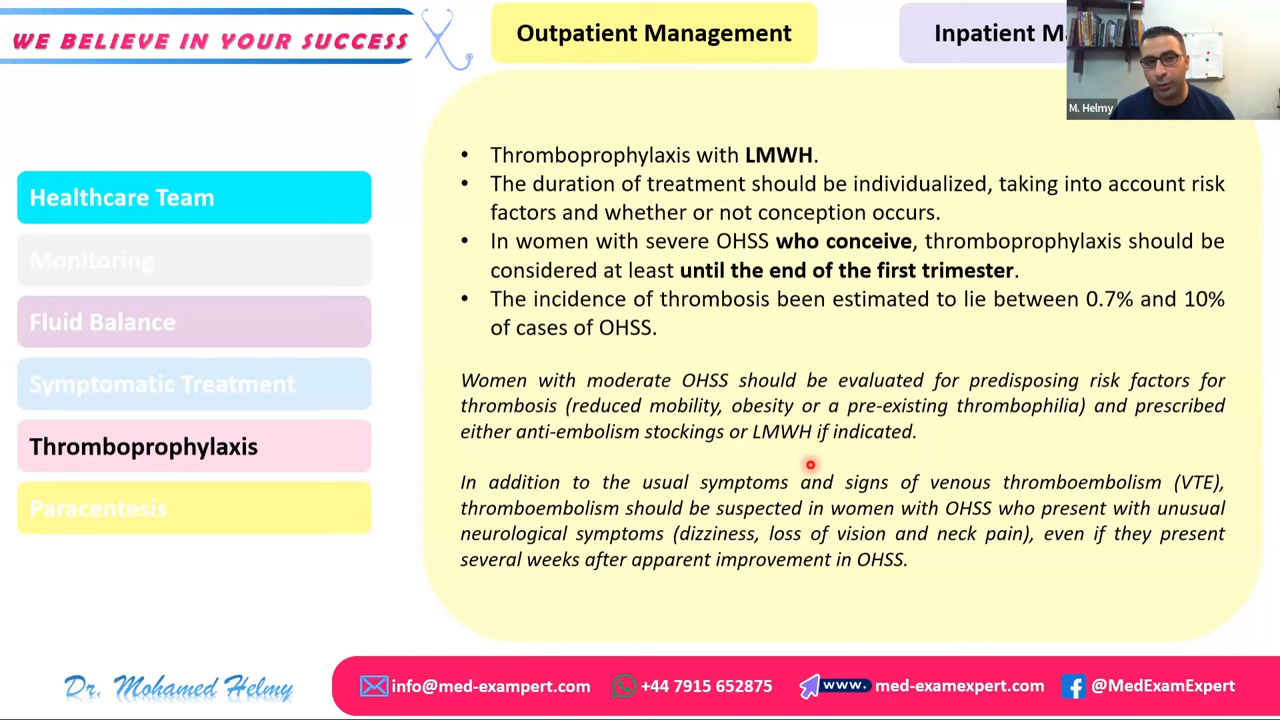 WE BELIEVE IN YOUR SUCCESS
Outpatient Management
Inpatient
M. Helmy
Healthcare Team
Monitoring
Fluid Balance
Symptomatic Treatment
Thromboprophylaxis
Paracentesis
• Thromboprophylaxis with LMWH.
• The duration of treatment should be individualized, taking into account risk
factors and whether or not conception occurs.
• In women with severe OHSS who conceive, thromboprophylaxis should be
considered at least until the end of the first trimester.
• The incidence of thrombosis been estimated to lie between 0.7% and 10%
of cases of OHSS.
Women with moderate OHSS should be evaluated for predisposing risk factors for
thrombosis (reduced mobility, obesity or a pre-existing thrombophilia) and prescribed
either anti-embolism stockings or LMWH if indicated.
In addition to the usual symptoms and signs of venous thromboembolism (VTE),
thromboembolism should be suspected in women with OHSS who present with unusual
neurological symptoms (dizziness, loss of vision and neck pain), even if they present
several weeks after apparent improvement in OHSS.
Dr. Mohamed Helmy
info@med-exampert.com
+44 7915 652875
www. med-examexpert.com
@MedExamExpert